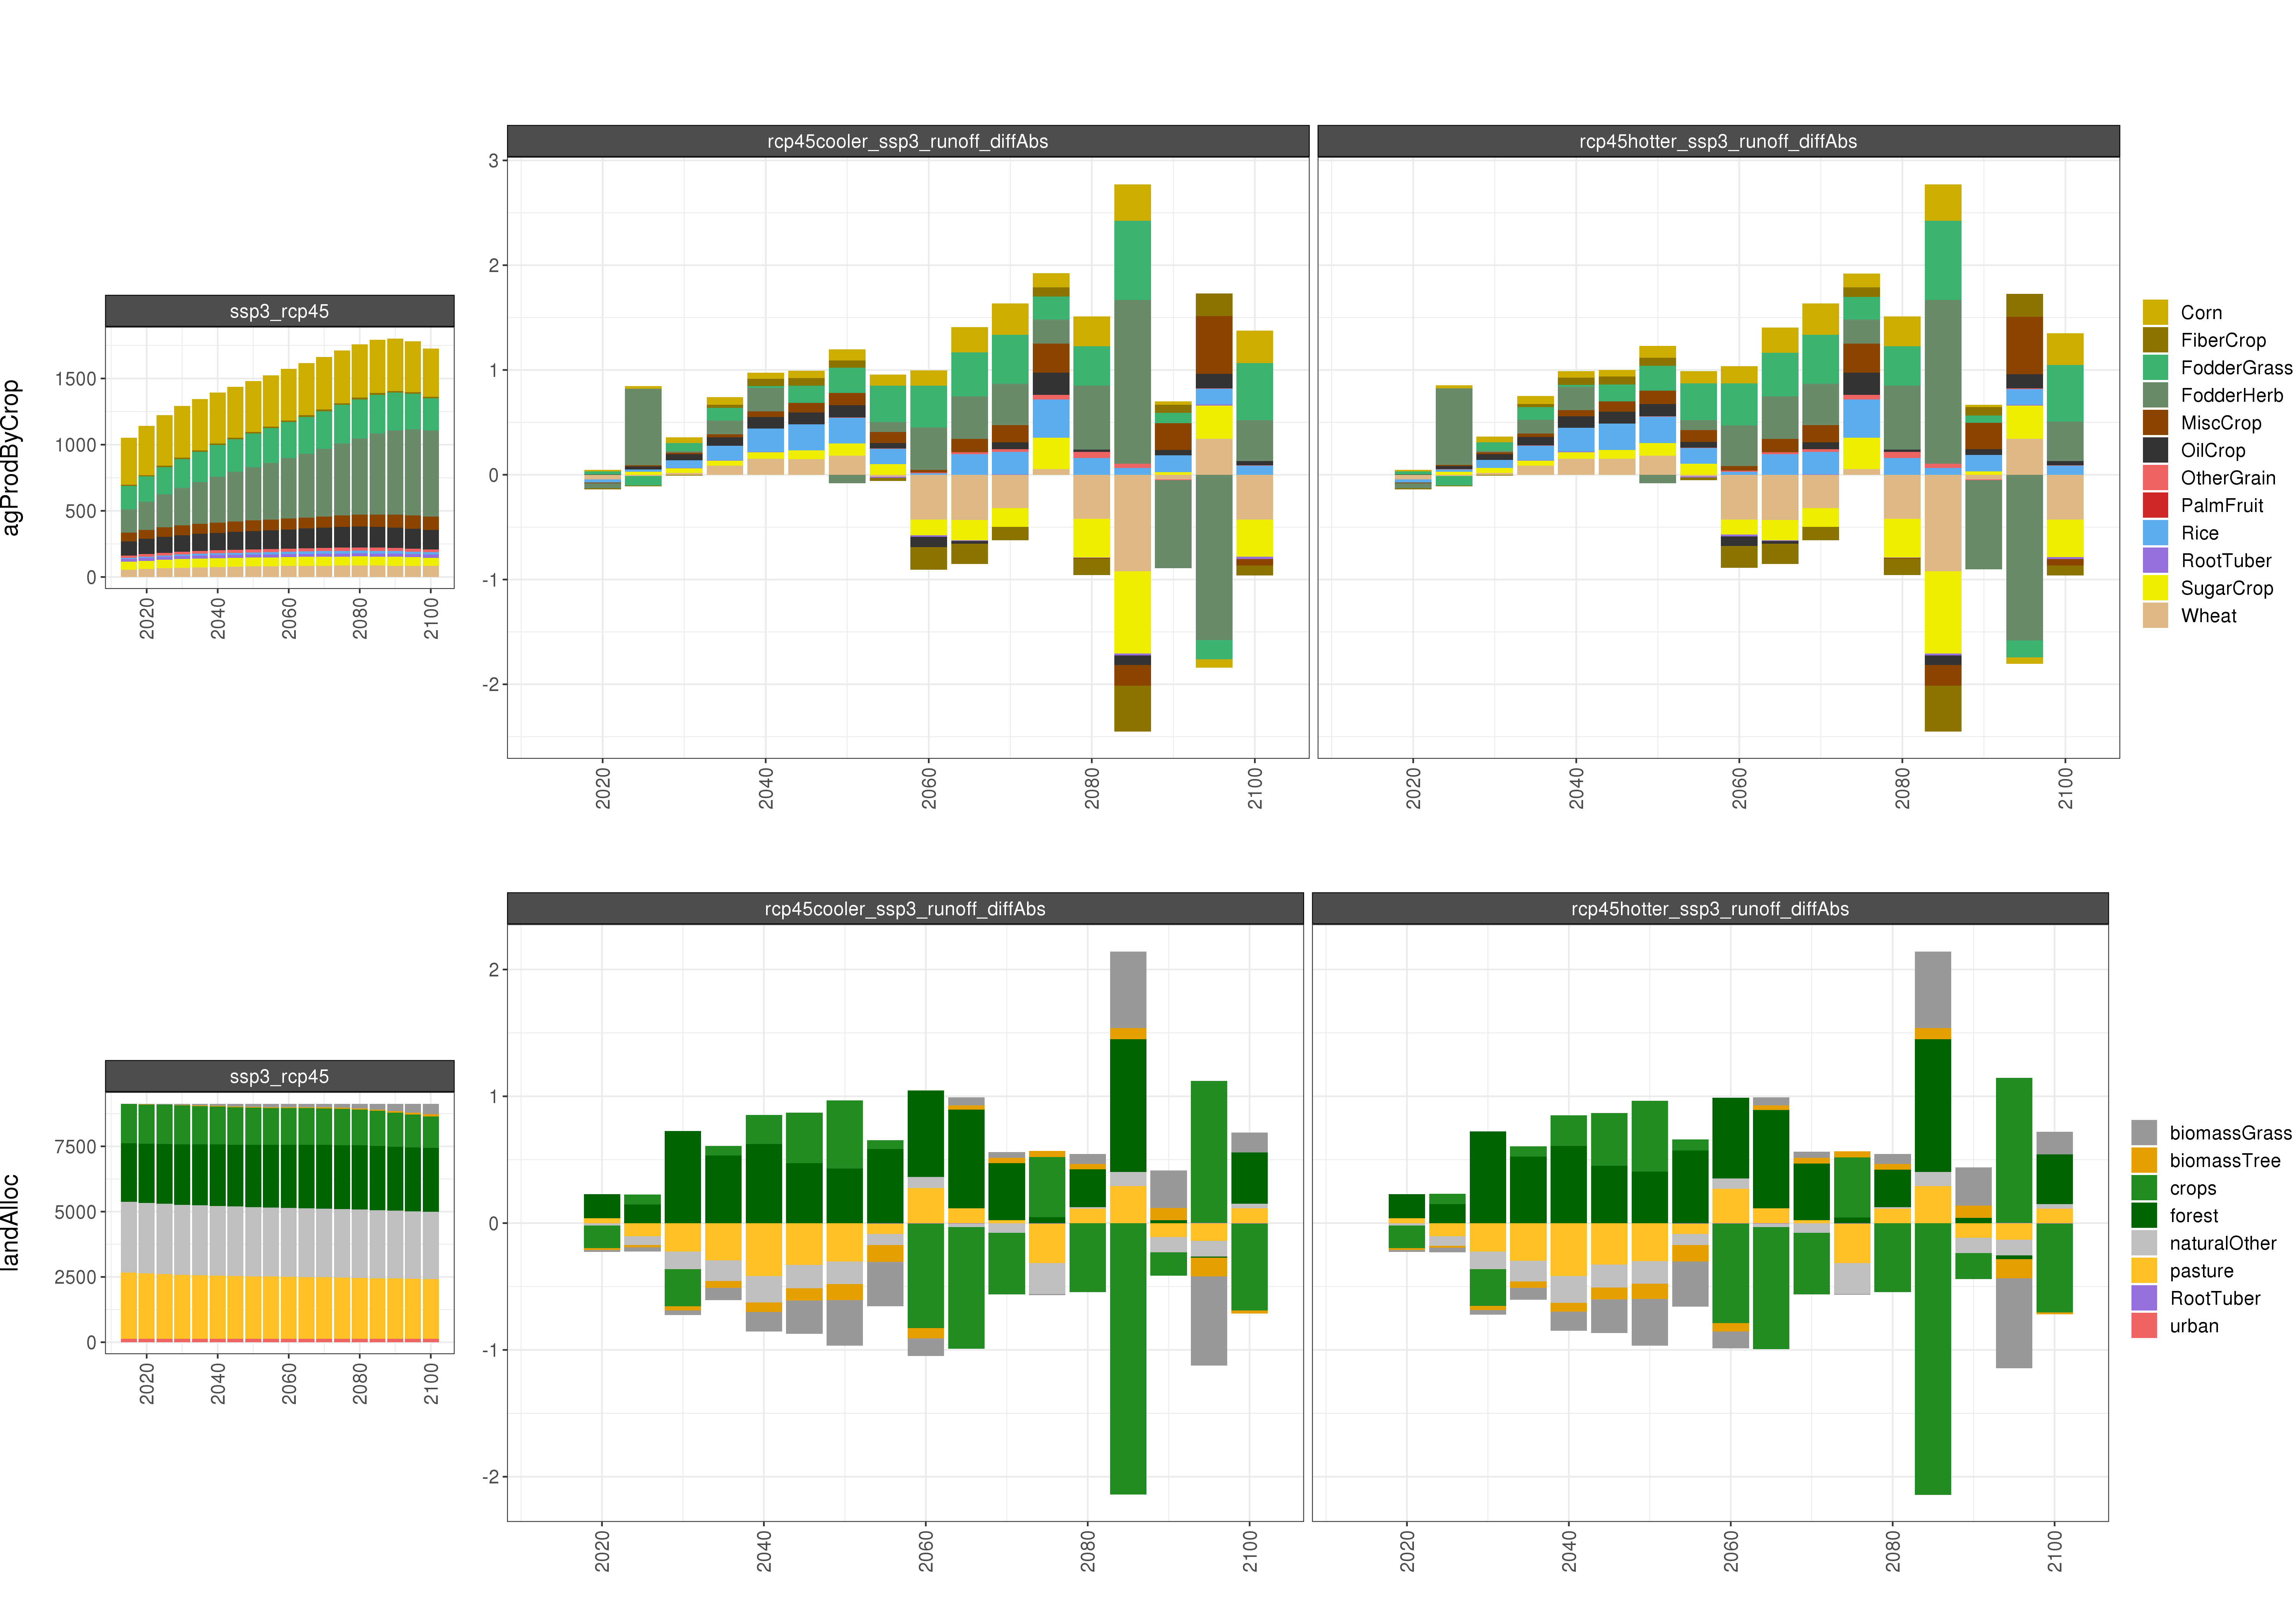 rcp45cooler_ssp3_runoff_diffAbs
rcp45hotter_ssp3_runoff_diffAbs
ssp3_rcp45
agProdByCrop
1500
1000
500
0
2020
2040
2060
2080
2100
3
2
1
0
-1
-2
2020
2040
2060
2080
2100
2020
2040
2060
2080
2100
Corn
FiberCrop
FodderGrass
FodderHerb
MiscCrop
OilCrop
OtherGrain
PalmFruit
Rice
RootTuber
SugarCrop
Wheat
rcp45cooler_ssp3_runoff_diffAbs
rcp45hotter_ssp3_runoff_diffAbs
ssp3_rcp45
landAlloc
7500
5000
2500
0
2020
2040
2060
2080
2100
2
1
0
-1
-2
2020
2040
2060
2080
2100
2020
2040
2060
2080
2100
biomassGrass
biomassTree
crops
forest
naturalOther
pasture
RootTuber
urban